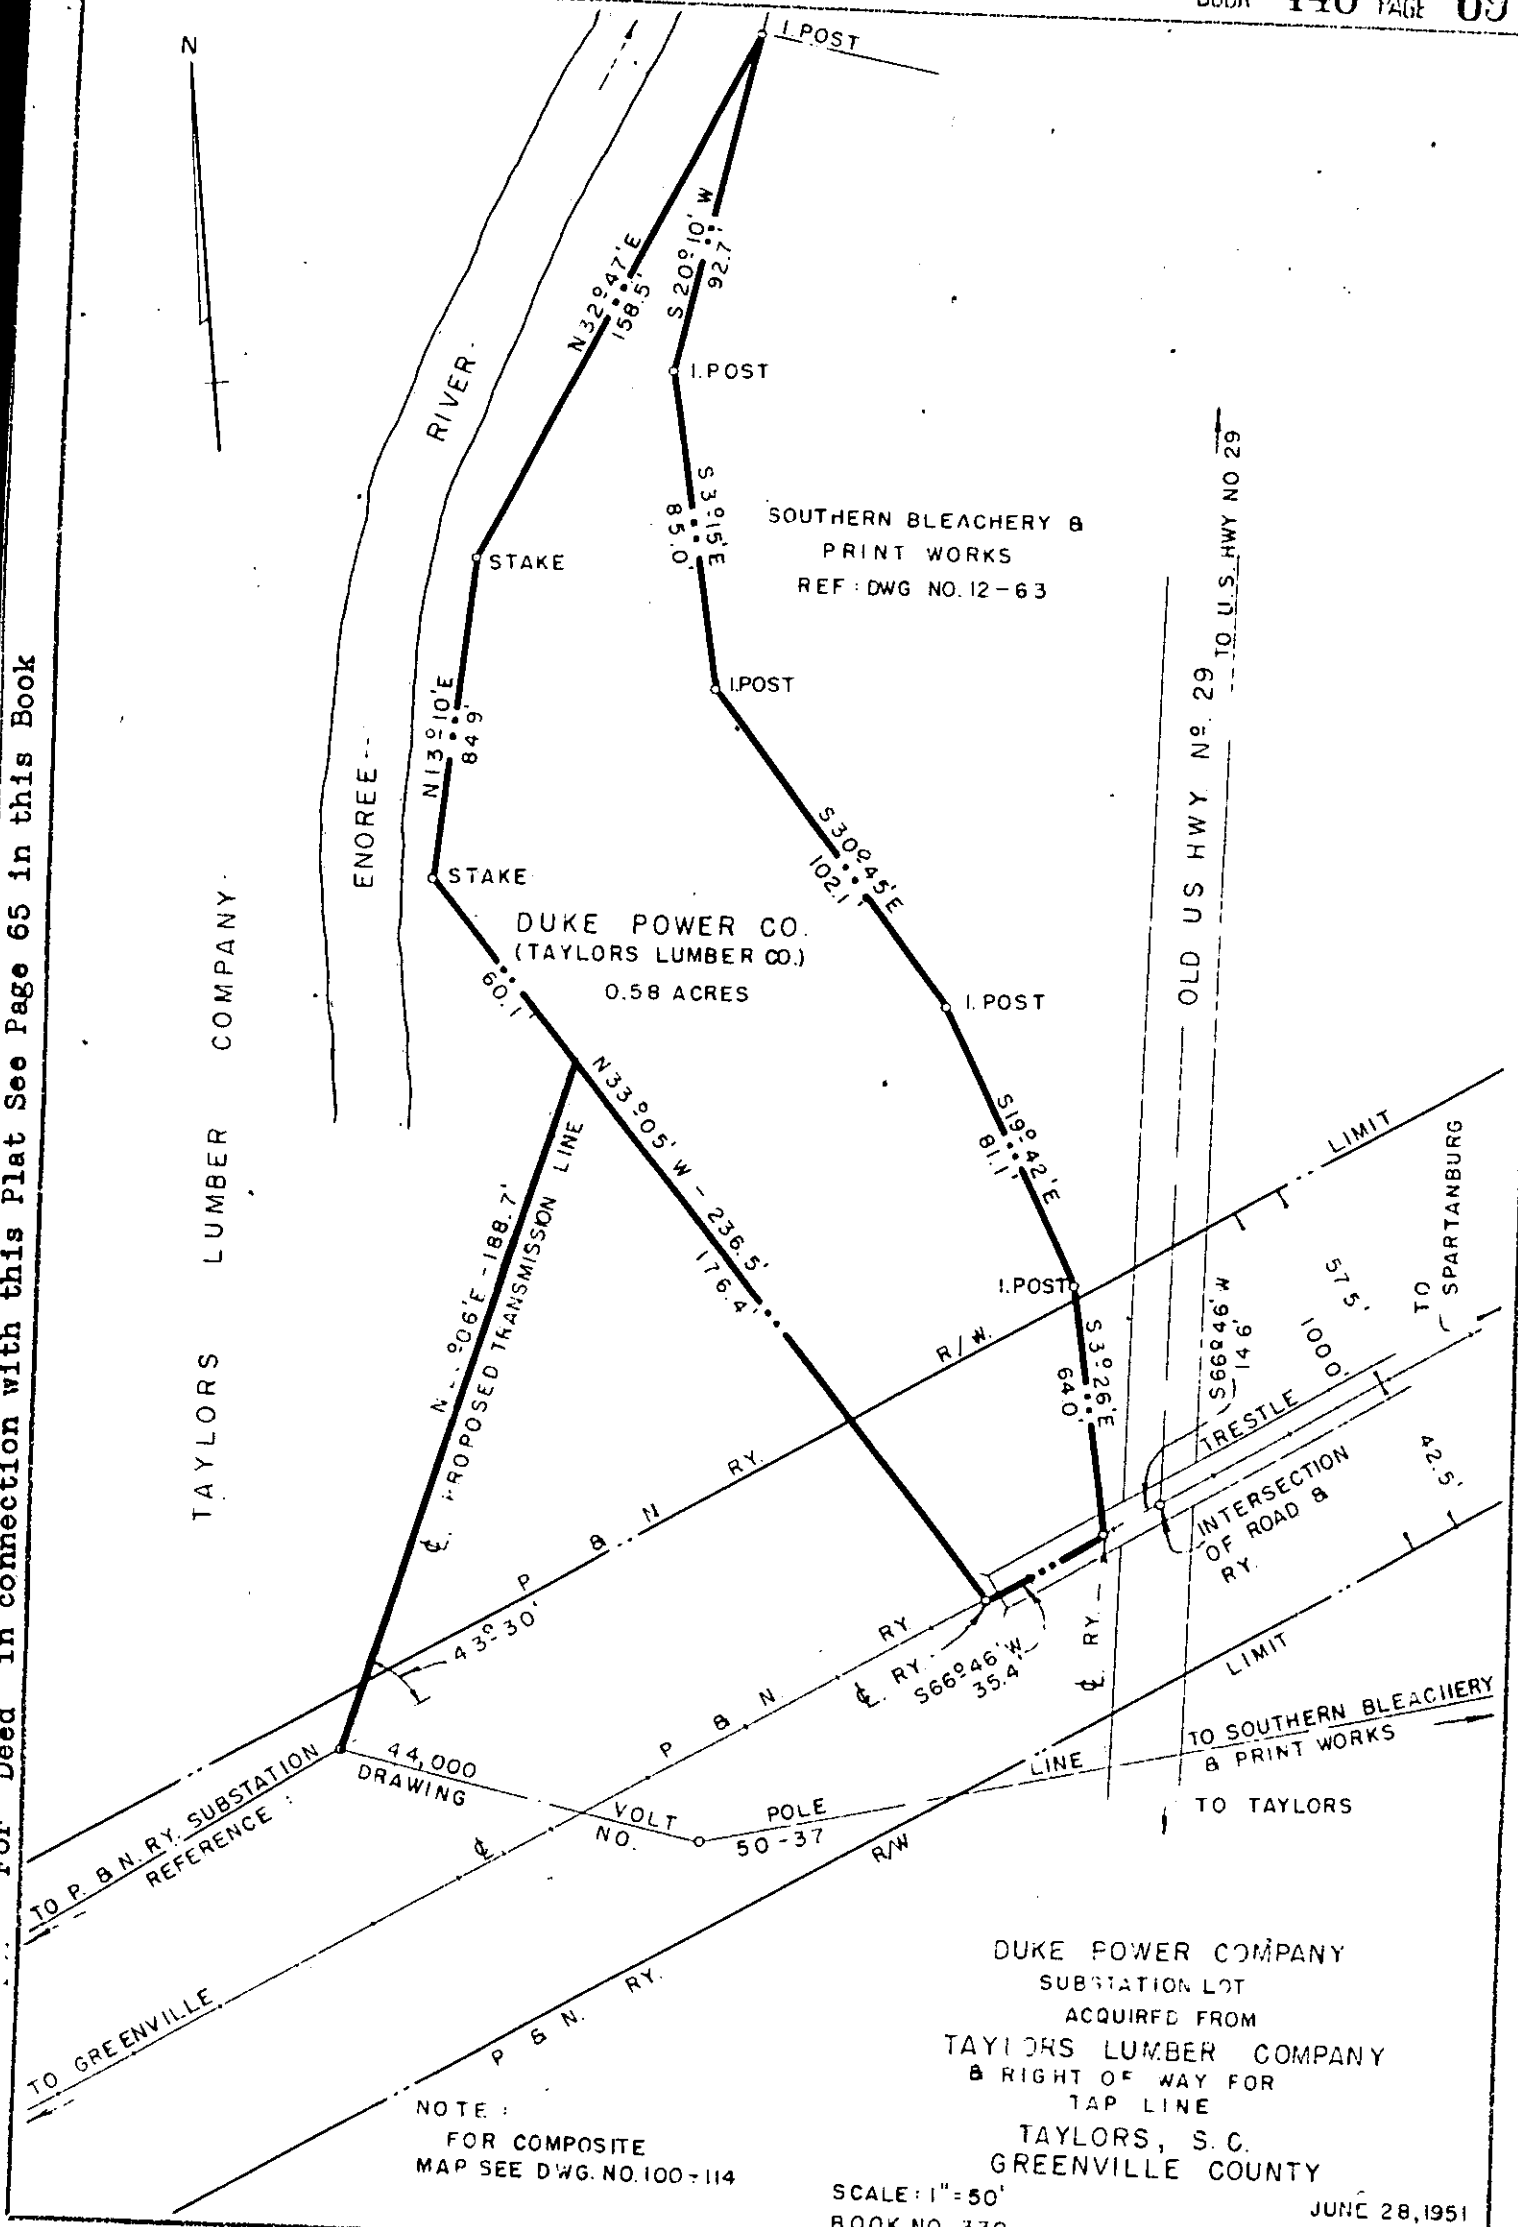 PAGE
N
I. POST
N 32° 47' E
158.5'
S 20° 10' W
92.7'
RIVER
I. POST
S 3° 15' E
85.0'
SOUTHERN BLEACHERY &
PRINT WORKS
REF: DWG NO. 12-63
TO U.S. HWY NO 29
STAKE
I. POST
N 13° 10' E
84.9'
ENOREE
OLD US HWY Nº. 29
S 30° 45' E
102.1'
STAKE
DUKE POWER CO.
(TAYLORS LUMBER CO.)
0.58 ACRES
60.1'
I. POST
TAYLORS LUMBER COMPANY
For Deed in connection with this Plat See Page 65 in this Book
N 33° 05' W - 236.5'
176.4'
S 19° 42' E
81.1'
LIMIT
SPARTANBURG
TO
06' E - 188.7'
℄ PROPOSED TRANSMISSION LINE
I. POST
R/W.
S 3° 26' E
64.0'
S 66° 46' W
14.6'
57.5'
100.0'
TRESTLE
42.5'
INTERSECTION
OF ROAD &
RY.
P & N RY.
43° 30'
℄ RY.
S 66° 46' W
35.4'
℄ RY.
℄ P & N RY.
LIMIT
TO SOUTHERN BLEACHERY
& PRINT WORKS
44,000 VOLT POLE LINE
DRAWING NO. 50-37
TO TAYLORS
R/W
TO P. & N. RY. SUBSTATION
REFERENCE:
TO GREENVILLE
P & N. RY.
NOTE:
FOR COMPOSITE
MAP SEE DWG. NO. 100-114
DUKE POWER COMPANY
SUBSTATION LOT
ACQUIRED FROM
TAYLORS LUMBER COMPANY
& RIGHT OF WAY FOR
TAP LINE
TAYLORS, S. C.
GREENVILLE COUNTY
SCALE: 1" = 50'
JUNE 28, 1951
BOOK NO.